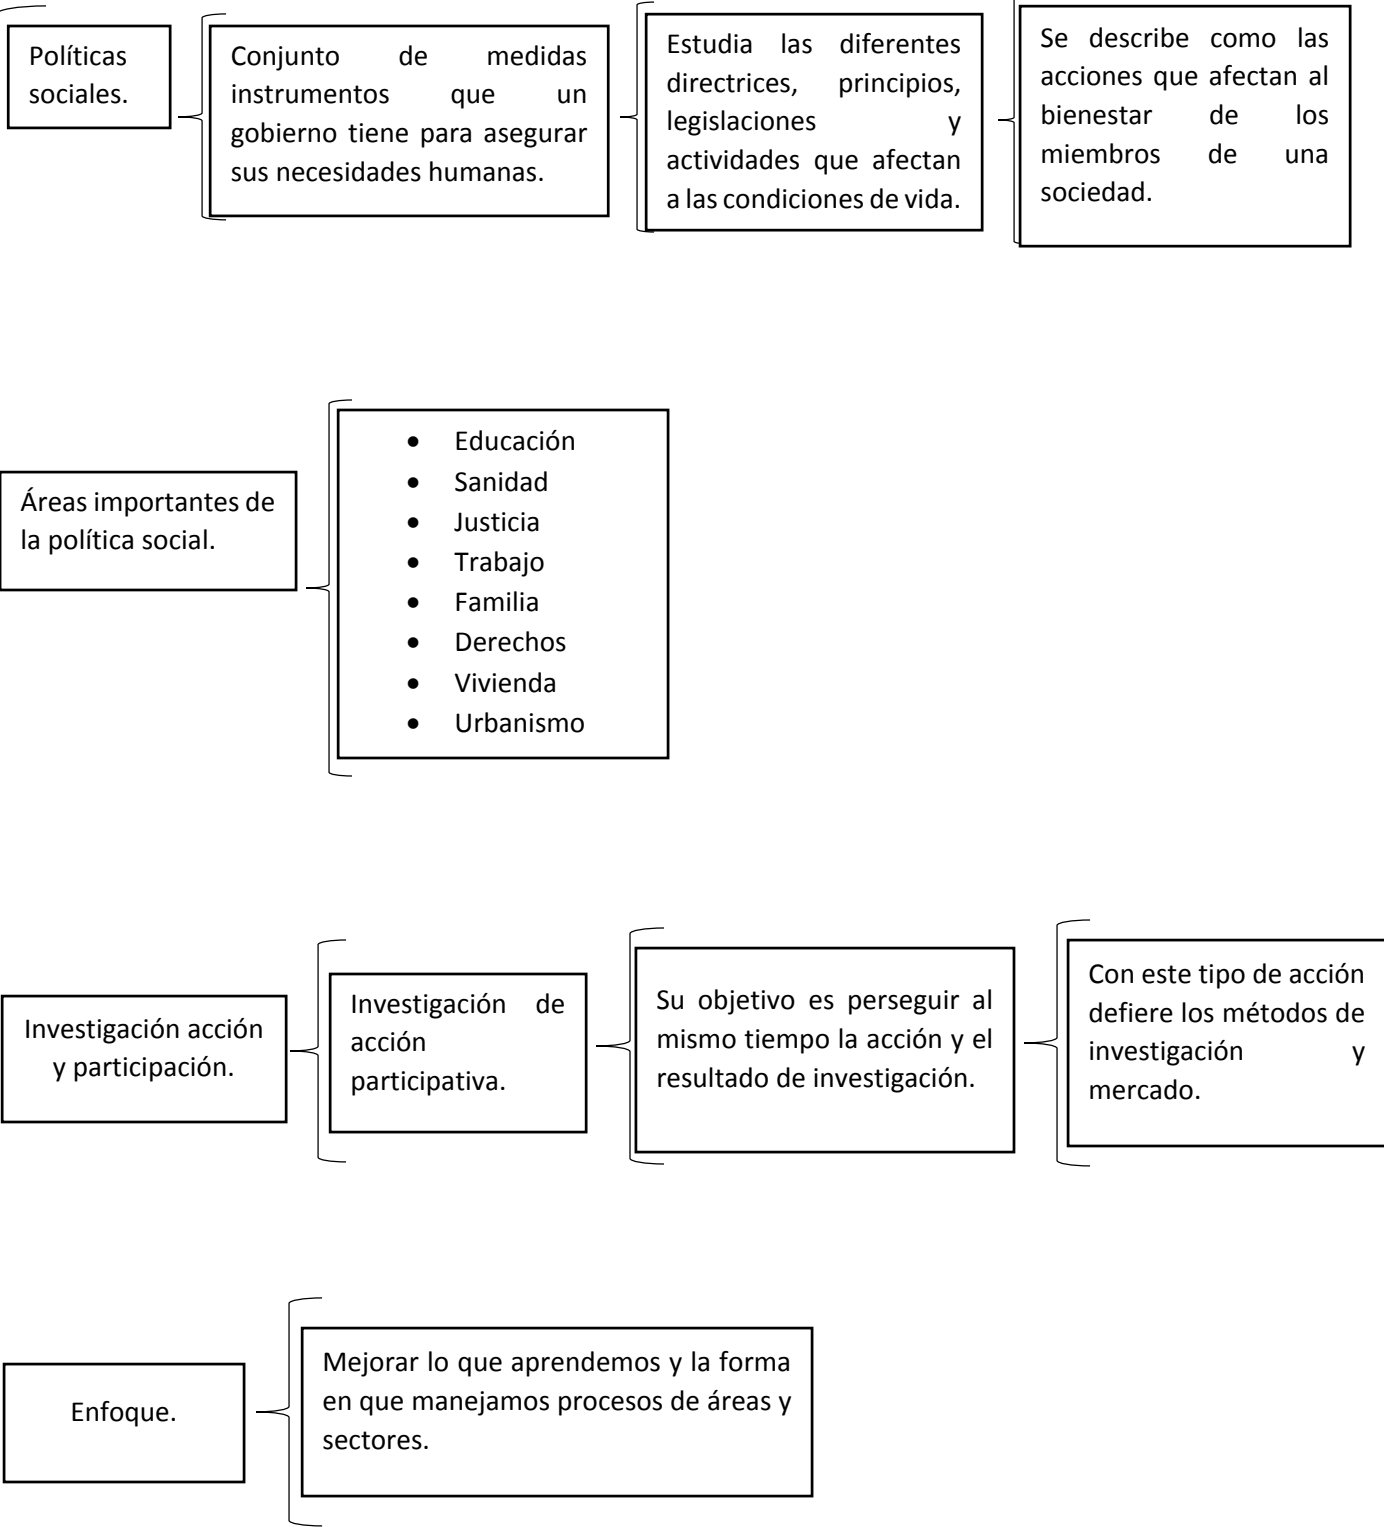 Políticas
sociales.
Conjunto de medidas
instrumentos que un
gobierno tiene para asegurar
sus necesidades humanas.
Estudia las diferentes
directrices, principios,
legislaciones y
actividades que afectan
a las condiciones de vida.
Se describe como las
acciones que afectan al
bienestar de los
miembros de una
sociedad.
Áreas importantes de
la política social.
• Educación
• Sanidad
• Justicia
• Trabajo
• Familia
• Derechos
• Vivienda
• Urbanismo
Investigación acción
y participación.
Investigación de
acción
participativa.
Su objetivo es perseguir al
mismo tiempo la acción y el
resultado de investigación.
Con este tipo de acción
defiere los métodos de
investigación y
mercado.
Enfoque.
Mejorar lo que aprendemos y la forma
en que manejamos procesos de áreas y
sectores.